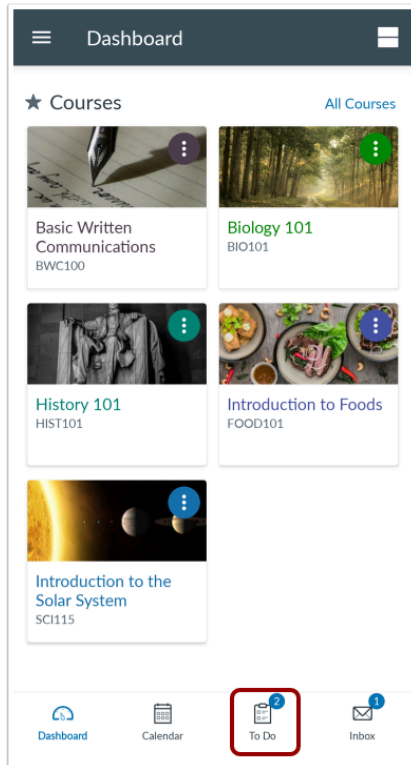 Dashboard
Courses
All Courses
Basic Written
Communications
BWC100
Biology 101
BIO101
History 101
HIST101
Introduction to Foods
FOOD101
Introduction to the
Solar System
SCI115
2
1
Dashboard
Calendar
To Do
Inbox